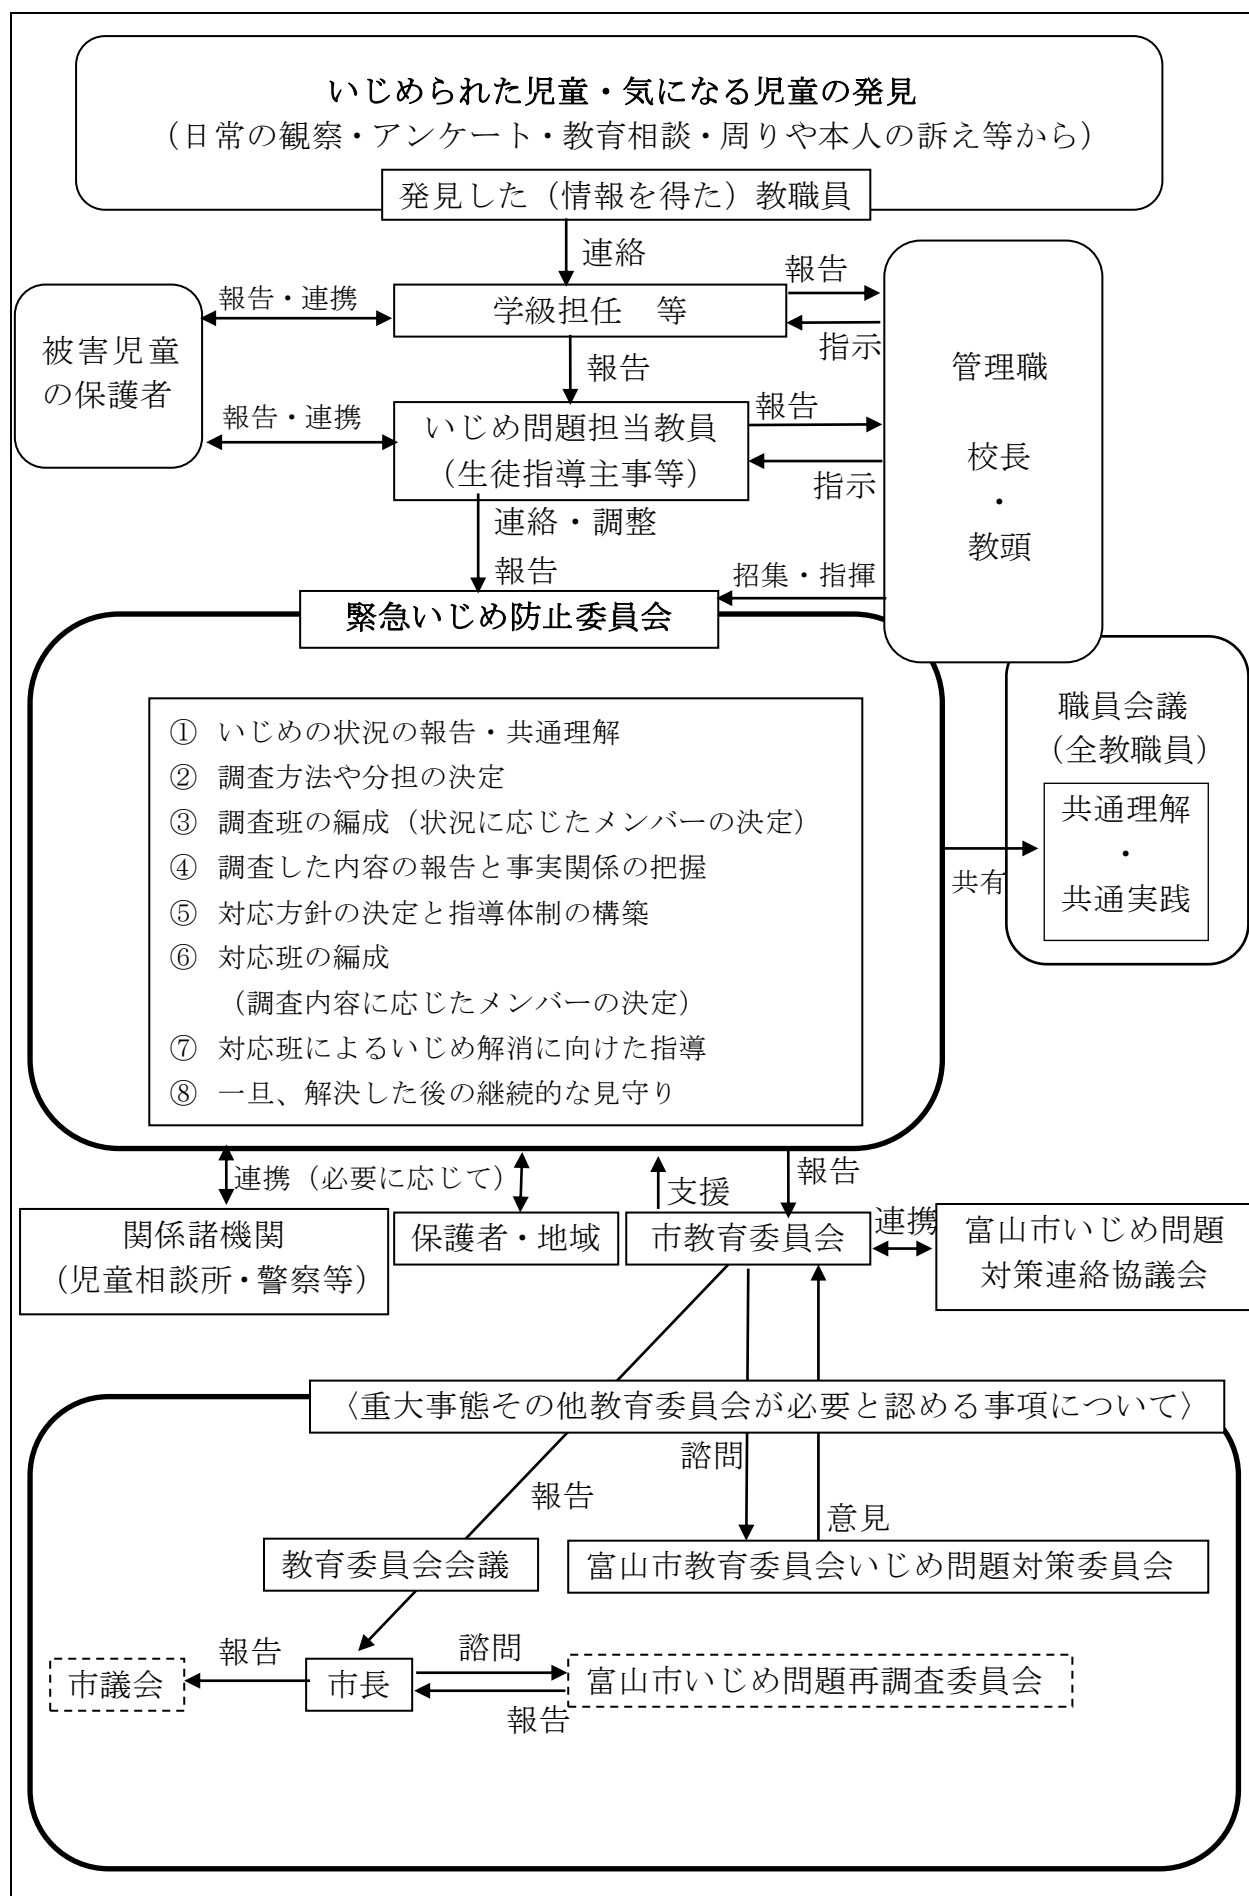 いじめられた児童・気になる児童の発見
（日常の観察・アンケート・教育相談・周りや本人の訴え等から）
発見した（情報を得た）教職員
連絡
報告
報告・連携
学級担任　等
指示
被害児童
の保護者
報告
管理職
報告・連携
報告
いじめ問題担当教員
（生徒指導主事等）
指示
校長
・
教頭
連絡・調整
報告
招集・指揮
緊急いじめ防止委員会
職員会議
（全教職員）
① いじめの状況の報告・共通理解
② 調査方法や分担の決定
③ 調査班の編成（状況に応じたメンバーの決定）
④ 調査した内容の報告と事実関係の把握
⑤ 対応方針の決定と指導体制の構築
⑥ 対応班の編成
（調査内容に応じたメンバーの決定）
⑦ 対応班によるいじめ解消に向けた指導
⑧ 一旦、解決した後の継続的な見守り
共通理解
・
共通実践
共有
連携（必要に応じて）
支援
報告
関係諸機関
（児童相談所・警察等）
保護者・地域
市教育委員会
連携
富山市いじめ問題
対策連絡協議会
〈重大事態その他教育委員会が必要と認める事項について〉
諮問
報告
意見
教育委員会会議
富山市教育委員会いじめ問題対策委員会
報告
諮問
市議会
市長
富山市いじめ問題再調査委員会
報告